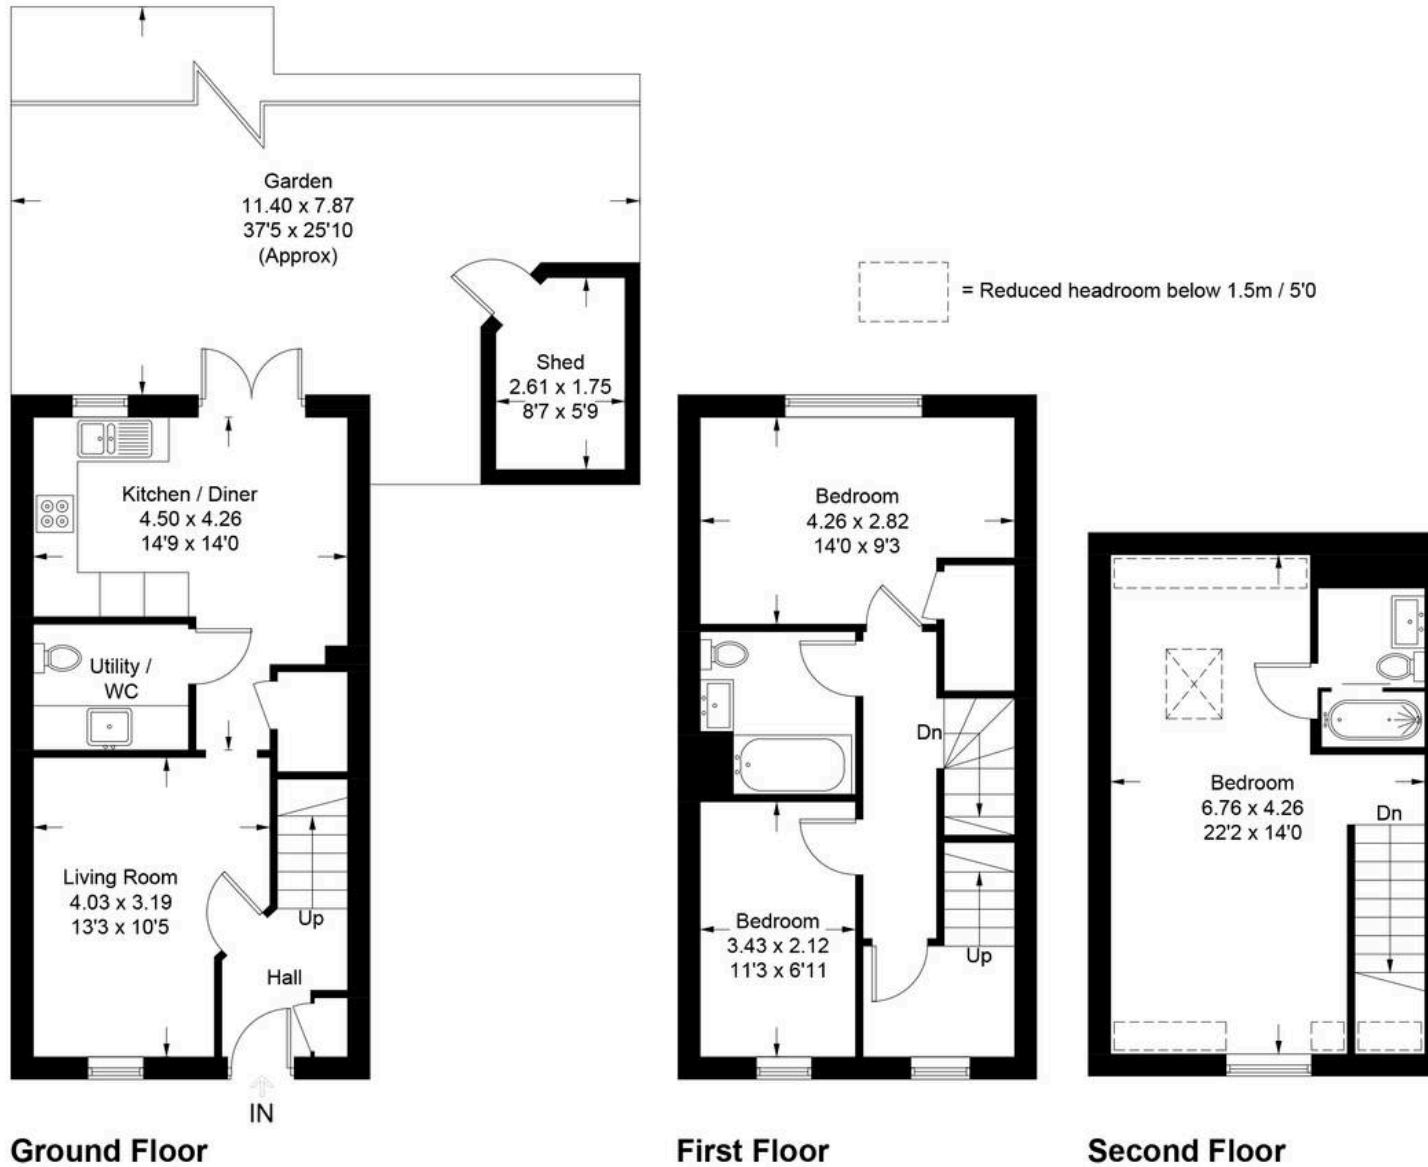 Garden
11.40 x 7.87
37'5 x 25'10
(Approx)
= Reduced headroom below 1.5m / 5'0
Shed
2.61 x 1.75
8'7 x 5'9
Kitchen / Diner
4.50 x 4.26
14'9 x 14'0
Utility /
WC
Living Room
4.03 x 3.19
13'3 x 10'5
Up
Hall
IN
Ground Floor
Bedroom
4.26 x 2.82
14'0 x 9'3
Dn
Bedroom
3.43 x 2.12
11'3 x 6'11
Up
First Floor
Bedroom
6.76 x 4.26
22'2 x 14'0
Dn
Second Floor